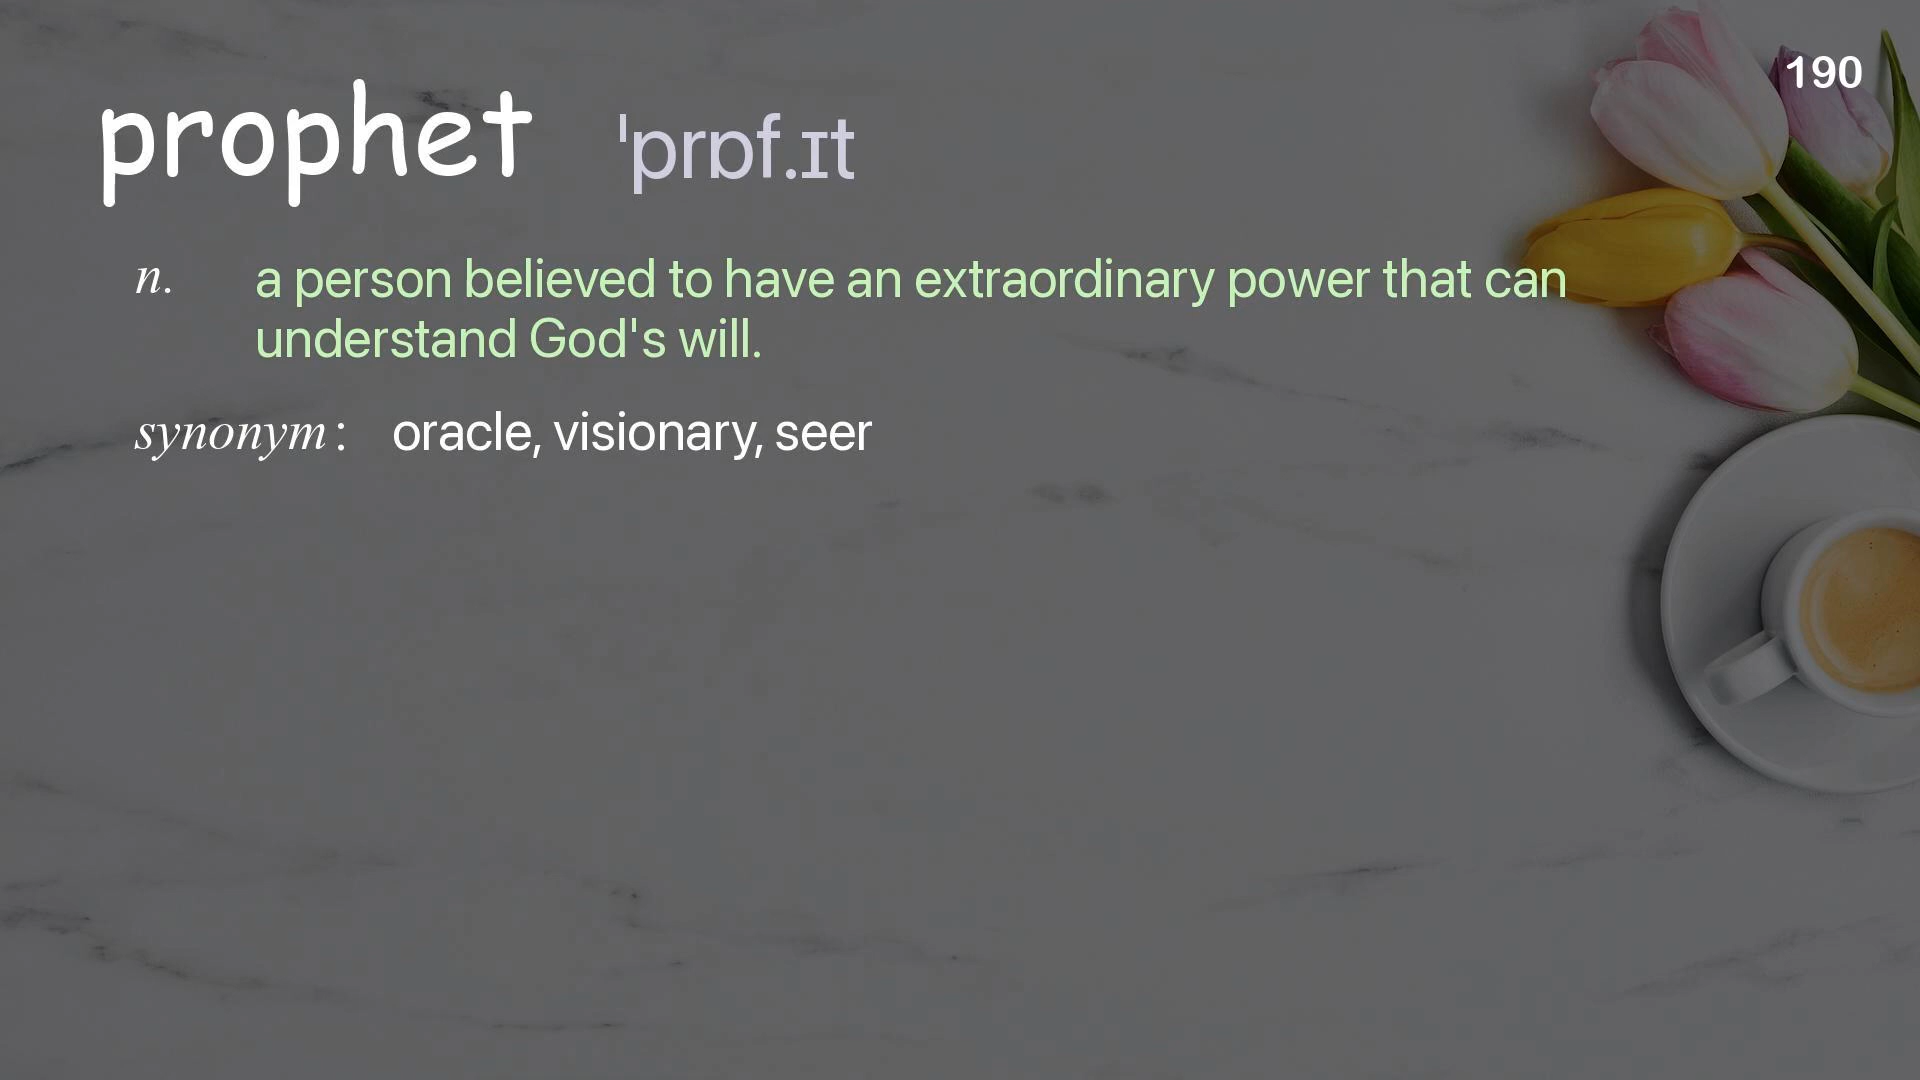 190
prophet ˈprɒf.ɪt
n. a person believed to have an extraordinary power that can
understand God's will.
synonym: oracle, visionary, seer